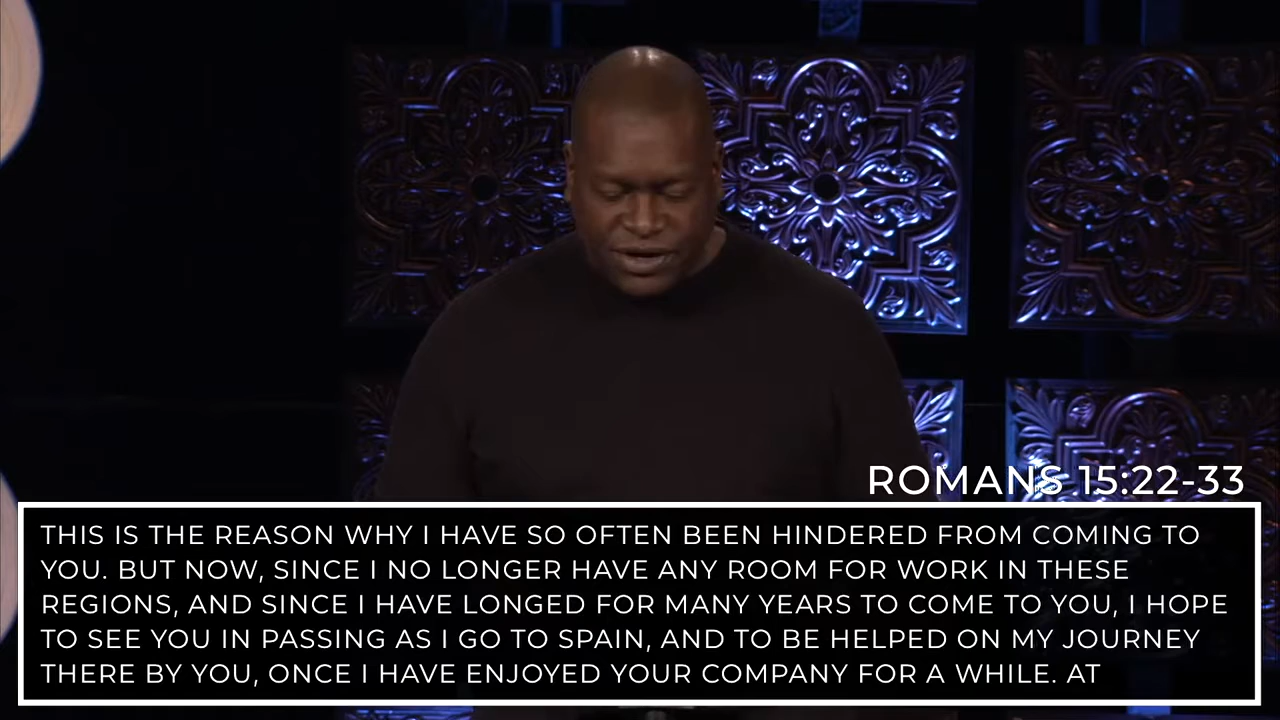 ROMANS 15:22-33
THIS IS THE REASON WHY I HAVE SO OFTEN BEEN HINDERED FROM COMING TO
YOU. BUT NOW, SINCE I NO LONGER HAVE ANY ROOM FOR WORK IN THESE
REGIONS, AND SINCE I HAVE LONGED FOR MANY YEARS TO COME TO YOU, I HOPE
TO SEE YOU IN PASSING AS I GO TO SPAIN, AND TO BE HELPED ON MY JOURNEY
THERE BY YOU, ONCE I HAVE ENJOYED YOUR COMPANY FOR A WHILE. AT